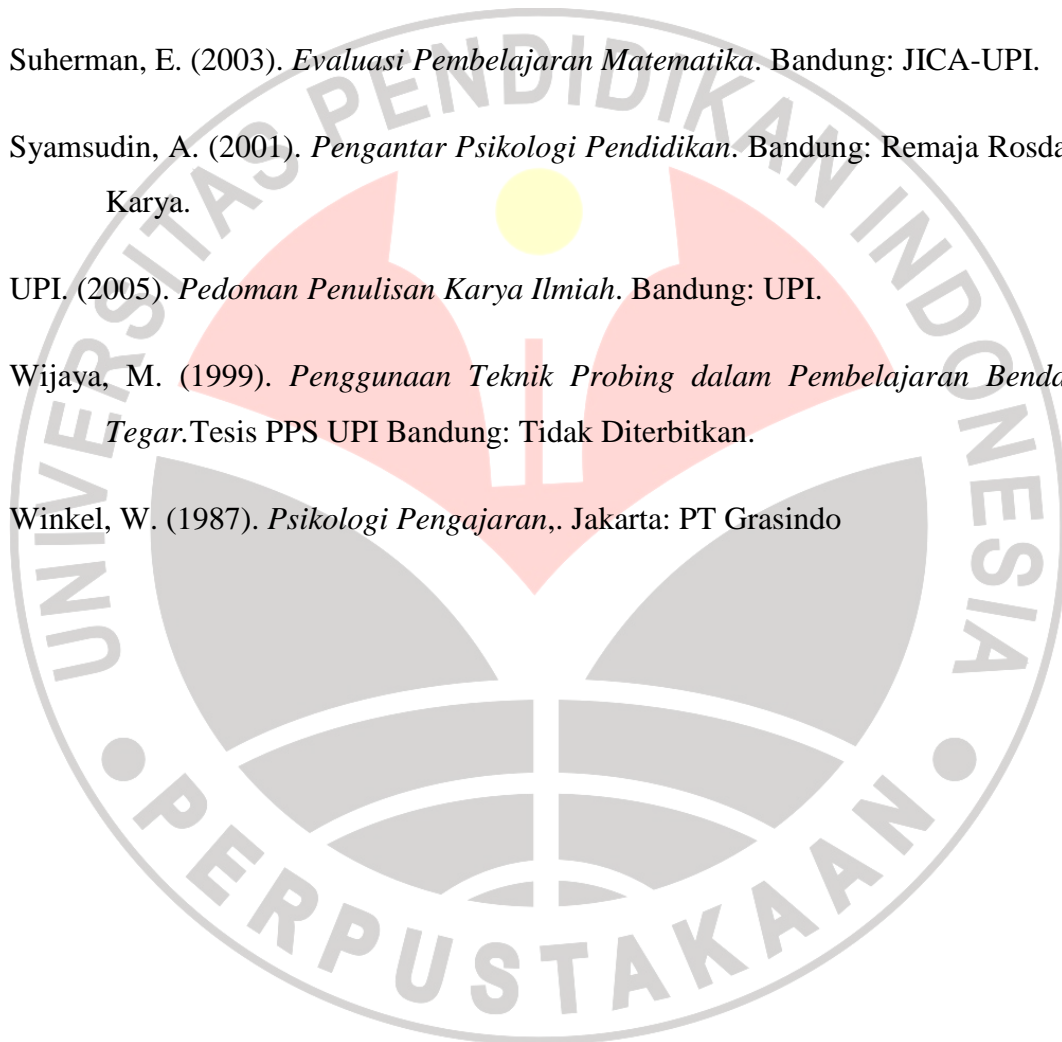 Suherman, E. (2003). Evaluasi Pembelajaran Matematika. Bandung: JICA-UPI.
Syamsudin, A. (2001). Pengantar Psikologi Pendidikan. Bandung: Remaja Rosda
Karya.
UPI. (2005). Pedoman Penulisan Karya Ilmiah. Bandung: UPI.
Wijaya, M. (1999). Penggunaan Teknik Probing dalam Pembelajaran Benda
Tegar.Tesis PPS UPI Bandung: Tidak Diterbitkan.
Winkel, W. (1987). Psikologi Pengajaran,. Jakarta: PT Grasindo
UNIVERSITAS PENDIDIKAN INDONESIA
PERPUSTAKAAN